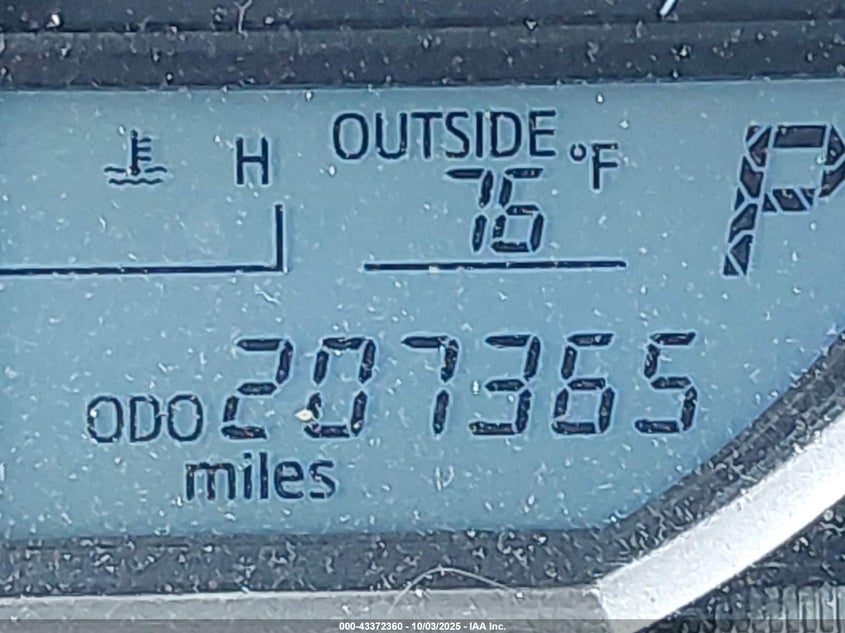 H
OUTSIDE
76 °F
P
ODO 207365
miles
000-43372360 - 10/03/2025 - IAA Inc.